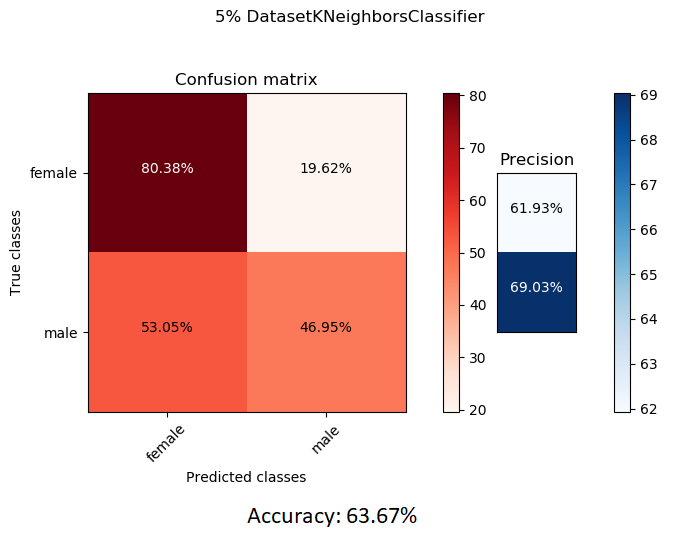 5% DatasetKNeighborsClassifier
Confusion matrix
True classes
female
male
80.38%
19.62%
53.05%
46.95%
female
male
Predicted classes
80
70
60
50
40
30
20
Precision
61.93%
69.03%
69
68
67
66
65
64
63
62
Accuracy: 63.67%